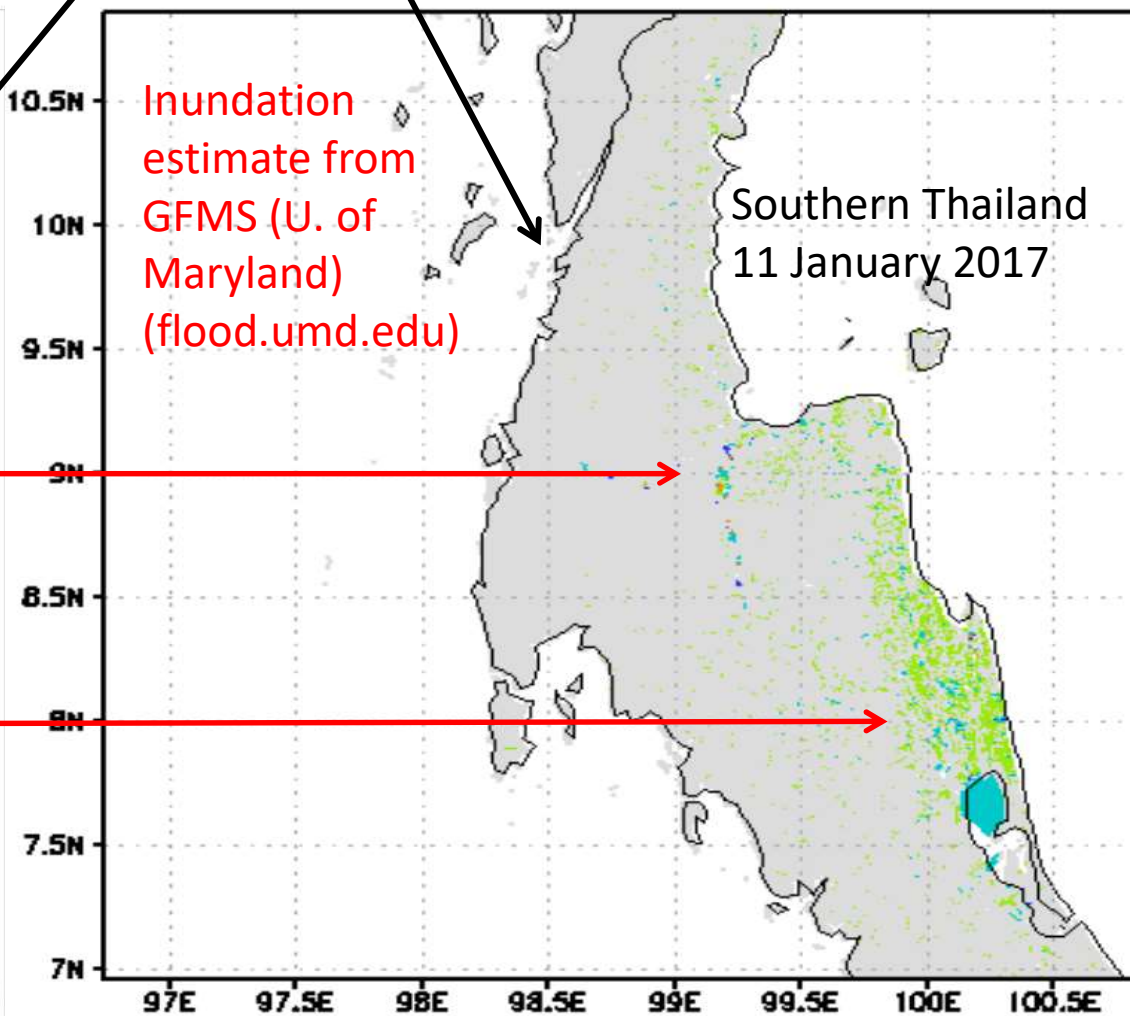 10.5N
10N
9.5N
9N
8.5N
8N
7.5N
7N
Inundation
estimate from
GFMS (U. of
Maryland)
(flood.umd.edu)
Southern Thailand
11 January 2017
97E 97.5E 98E 98.5E 99E 99.5E 100E 100.5E